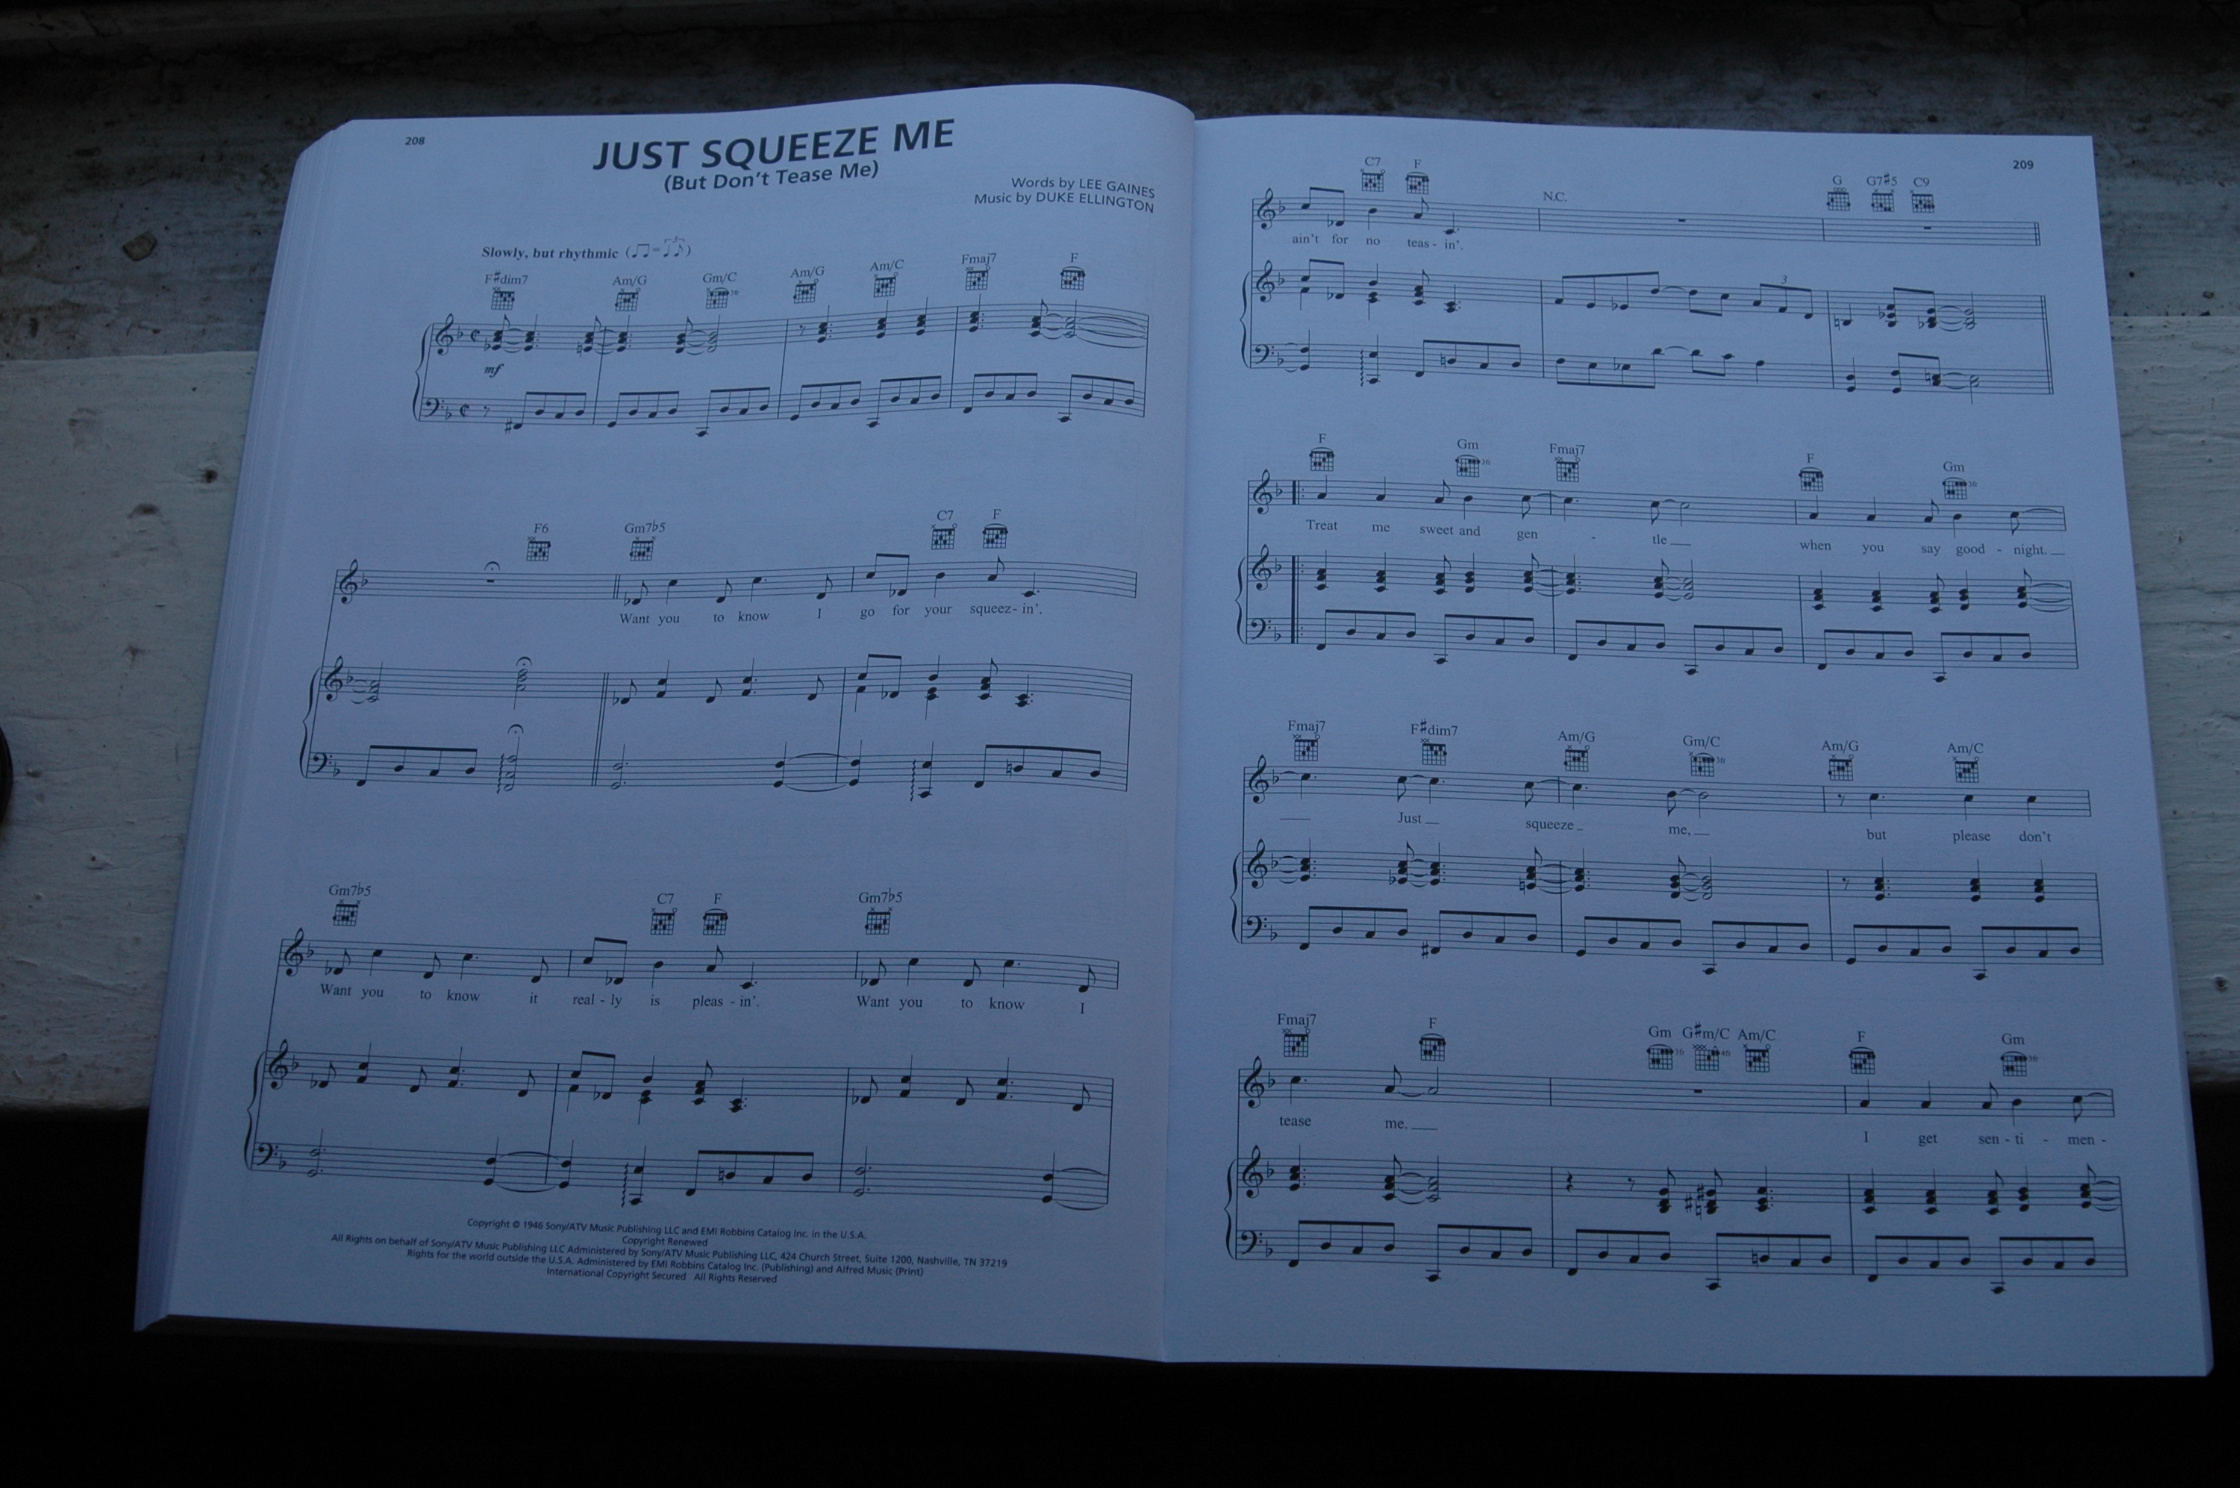 208
JUST SQUEEZE ME
(But Don't Tease Me)
Words by LEE GAINES
Music by DUKE ELLINGTON
Slowly, but rhythmic
F#dim7 Am/G Gm/C Am/G Am/C Fmaj7 F
mf
F6 Gm7b5 C7 F
Want you to know I go for your squeez - in'.
Gm7b5 C7 F Gm7b5
Want you to know it real - ly is pleas - in'. Want you to know I
Copyright © 1946 Sony/ATV Music Publishing LLC and EMI Robbins Catalog Inc. in the U.S.A.
Copyright Renewed
All Rights on behalf of Sony/ATV Music Publishing LLC Administered by Sony/ATV Music Publishing LLC, 424 Church Street, Suite 1200, Nashville, TN 37219
Rights for the world outside the U.S.A. Administered by EMI Robbins Catalog Inc. (Publishing) and Alfred Music (Print)
International Copyright Secured All Rights Reserved
209
C7 F N.C. G G7#5 C9
ain't for no teas - in'.
3
F Gm Fmaj7 F Gm
Treat me sweet and gen - tle when you say good - night.
Fmaj7 F#dim7 Am/G Gm/C Am/G Am/C
Just squeeze me, but please don't
Fmaj7 F Gm G#m/C Am/C F Gm
tease me. I get sen - ti - men -